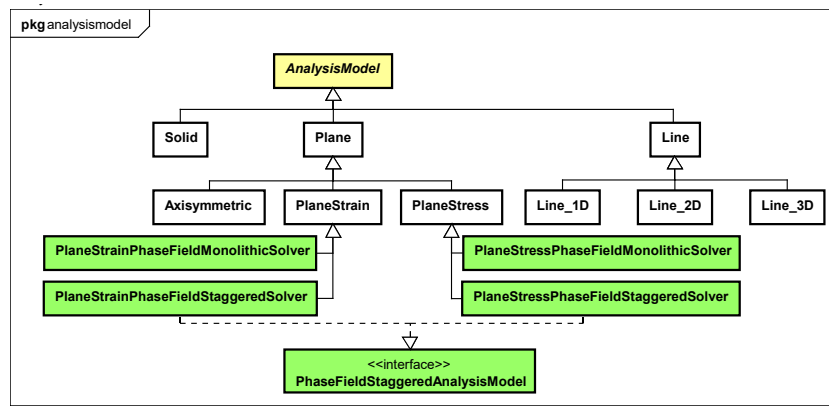 pkg analysismodel
AnalysisModel
Solid
Plane
Line
Axisymmetric
PlaneStrain
PlaneStress
Line_1D
Line_2D
Line_3D
PlaneStrainPhaseFieldMonolithicSolver
PlaneStressPhaseFieldMonolithicSolver
PlaneStrainPhaseFieldStaggeredSolver
PlaneStressPhaseFieldStaggeredSolver
<<interface>>
PhaseFieldStaggeredAnalysisModel